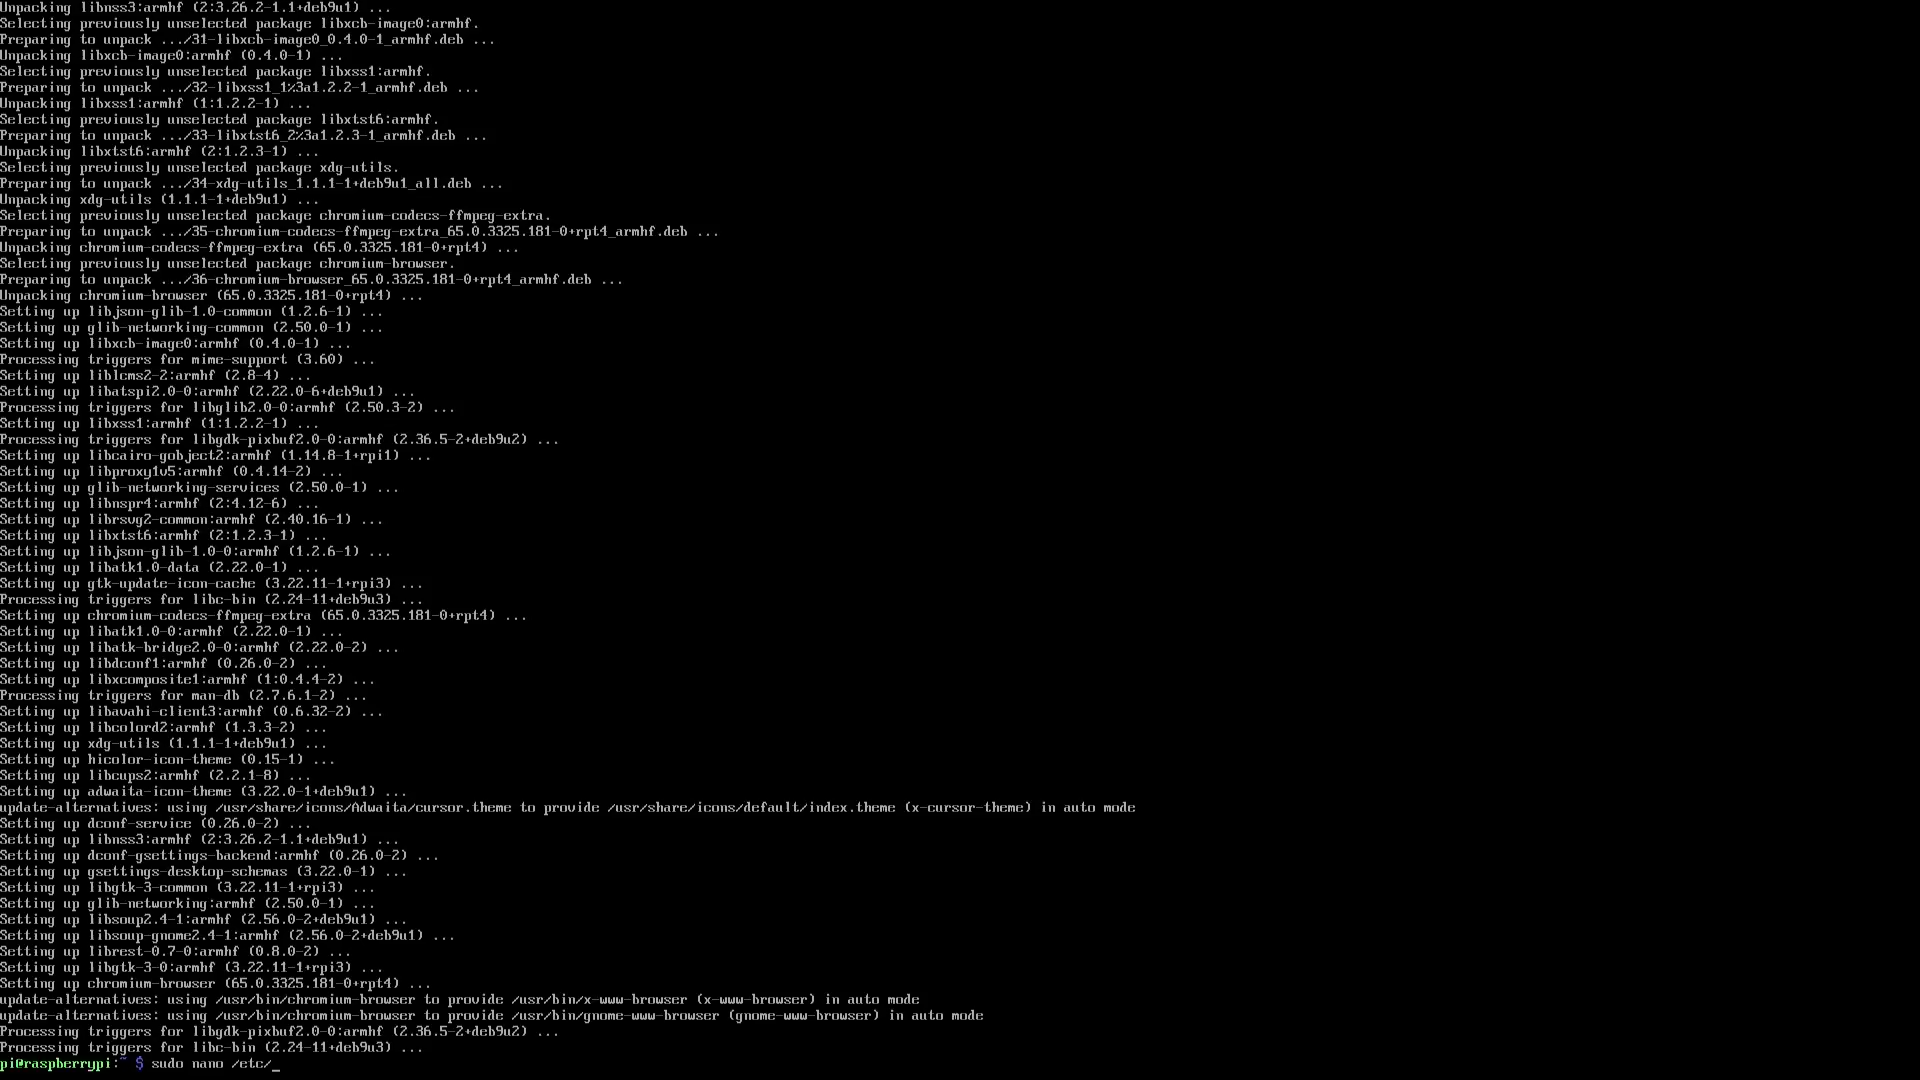 Unpacking libnss3:armhf (2:3.26.2-1.1+deb9u1) ...
Selecting previously unselected package libxcb-image0:armhf.
Preparing to unpack .../31-libxcb-image0_0.4.0-1_armhf.deb ...
Unpacking libxcb-image0:armhf (0.4.0-1) ...
Selecting previously unselected package libxss1:armhf.
Preparing to unpack .../32-libxss1_1%3a1.2.2-1_armhf.deb ...
Unpacking libxss1:armhf (1:1.2.2-1) ...
Selecting previously unselected package libxtst6:armhf.
Preparing to unpack .../33-libxtst6_2%3a1.2.3-1_armhf.deb ...
Unpacking libxtst6:armhf (2:1.2.3-1) ...
Selecting previously unselected package xdg-utils.
Preparing to unpack .../34-xdg-utils_1.1.1-1+deb9u1_all.deb ...
Unpacking xdg-utils (1.1.1-1+deb9u1) ...
Selecting previously unselected package chromium-codecs-ffmpeg-extra.
Preparing to unpack .../35-chromium-codecs-ffmpeg-extra_65.0.3325.181-0+rpt4_armhf.deb ...
Unpacking chromium-codecs-ffmpeg-extra (65.0.3325.181-0+rpt4) ...
Selecting previously unselected package chromium-browser.
Preparing to unpack .../36-chromium-browser_65.0.3325.181-0+rpt4_armhf.deb ...
Unpacking chromium-browser (65.0.3325.181-0+rpt4) ...
Setting up libjson-glib-1.0-common (1.2.6-1) ...
Setting up glib-networking-common (2.50.0-1) ...
Setting up libxcb-image0:armhf (0.4.0-1) ...
Processing triggers for mime-support (3.60) ...
Setting up liblcms2-2:armhf (2.8-4) ...
Setting up libatspi2.0-0:armhf (2.22.0-6+deb9u1) ...
Processing triggers for libglib2.0-0:armhf (2.50.3-2) ...
Setting up libxss1:armhf (1:1.2.2-1) ...
Processing triggers for libgdk-pixbuf2.0-0:armhf (2.36.5-2+deb9u2) ...
Setting up libcairo-gobject2:armhf (1.14.8-1+rpi1) ...
Setting up libproxy1v5:armhf (0.4.14-2) ...
Setting up glib-networking-services (2.50.0-1) ...
Setting up libnspr4:armhf (2:4.12-6) ...
Setting up librsvg2-common:armhf (2.40.16-1) ...
Setting up libxtst6:armhf (2:1.2.3-1) ...
Setting up libjson-glib-1.0-0:armhf (1.2.6-1) ...
Setting up libatk1.0-data (2.22.0-1) ...
Setting up gtk-update-icon-cache (3.22.11-1+rpi3) ...
Processing triggers for libc-bin (2.24-11+deb9u3) ...
Setting up chromium-codecs-ffmpeg-extra (65.0.3325.181-0+rpt4) ...
Setting up libatk1.0-0:armhf (2.22.0-1) ...
Setting up libatk-bridge2.0-0:armhf (2.22.0-2) ...
Setting up libdconf1:armhf (0.26.0-2) ...
Setting up libxcomposite1:armhf (1:0.4.4-2) ...
Processing triggers for man-db (2.7.6.1-2) ...
Setting up libavahi-client3:armhf (0.6.32-2) ...
Setting up libcolord2:armhf (1.3.3-2) ...
Setting up xdg-utils (1.1.1-1+deb9u1) ...
Setting up hicolor-icon-theme (0.15-1) ...
Setting up libcups2:armhf (2.2.1-8) ...
Setting up adwaita-icon-theme (3.22.0-1+deb9u1) ...
update-alternatives: using /usr/share/icons/Adwaita/cursor.theme to provide /usr/share/icons/default/index.theme (x-cursor-theme) in auto mode
Setting up dconf-service (0.26.0-2) ...
Setting up libnss3:armhf (2:3.26.2-1.1+deb9u1) ...
Setting up dconf-gsettings-backend:armhf (0.26.0-2) ...
Setting up gsettings-desktop-schemas (3.22.0-1) ...
Setting up libgtk-3-common (3.22.11-1+rpi3) ...
Setting up glib-networking:armhf (2.50.0-1) ...
Setting up libsoup2.4-1:armhf (2.56.0-2+deb9u1) ...
Setting up libsoup-gnome2.4-1:armhf (2.56.0-2+deb9u1) ...
Setting up librest-0.7-0:armhf (0.8.0-2) ...
Setting up libgtk-3-0:armhf (3.22.11-1+rpi3) ...
Setting up chromium-browser (65.0.3325.181-0+rpt4) ...
update-alternatives: using /usr/bin/chromium-browser to provide /usr/bin/x-www-browser (x-www-browser) in auto mode
update-alternatives: using /usr/bin/chromium-browser to provide /usr/bin/gnome-www-browser (gnome-www-browser) in auto mode
Processing triggers for libgdk-pixbuf2.0-0:armhf (2.36.5-2+deb9u2) ...
Processing triggers for libc-bin (2.24-11+deb9u3) ...
pi@raspberrypi:~ $ sudo nano /etc/_